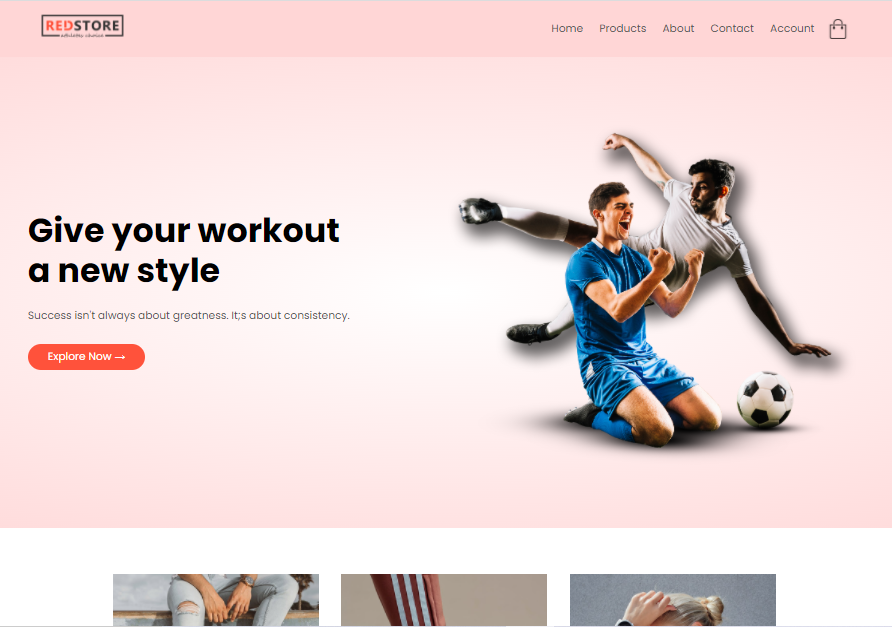 REDSTORE
Home Products About Contact Account
Give your workout
a new style
Success isn't always about greatness. It;s about consistency.
Explore Now →